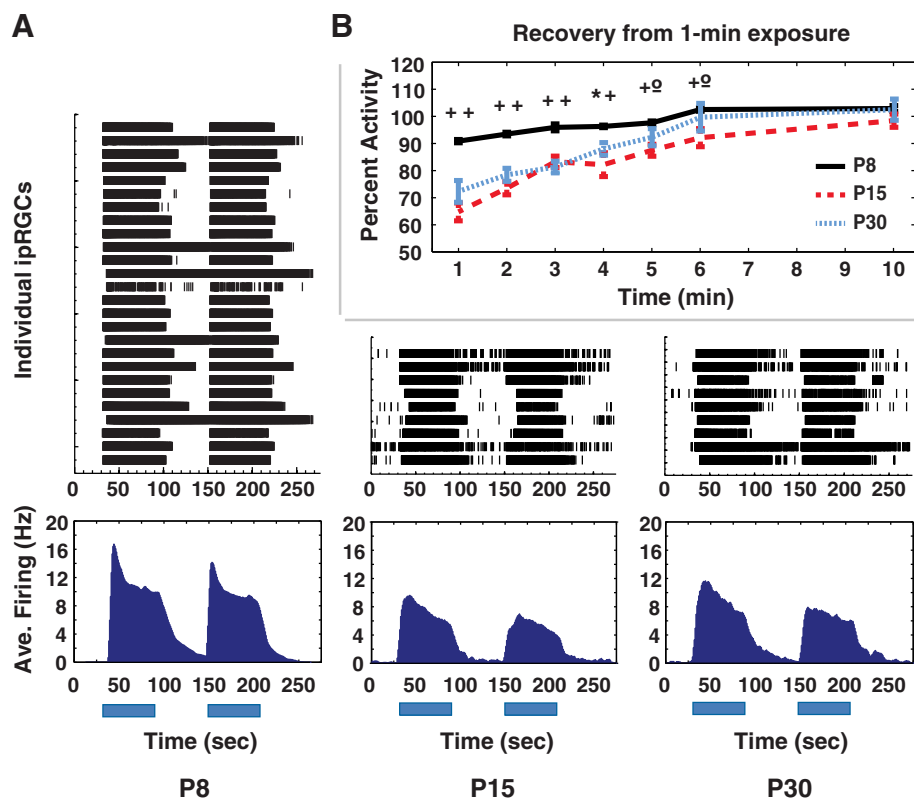 A
B
Recovery from 1-min exposure
120
110
100
90
80
70
60
50
Percent Activity
++ ++ ++ *+ +º +º
P8
P15
P30
1 2 3 4 5 6 7 8 9 10
Time (min)
Individual ipRGCs
0 50 100 150 200 250
0 50 100 150 200 250
0 50 100 150 200 250
Ave. Firing (Hz)
20
16
12
8
4
0
20
16
12
8
4
0
20
16
12
8
4
0
0 50 100 150 200 250
0 50 100 150 200 250
0 50 100 150 200 250
Time (sec)
Time (sec)
Time (sec)
P8
P15
P30